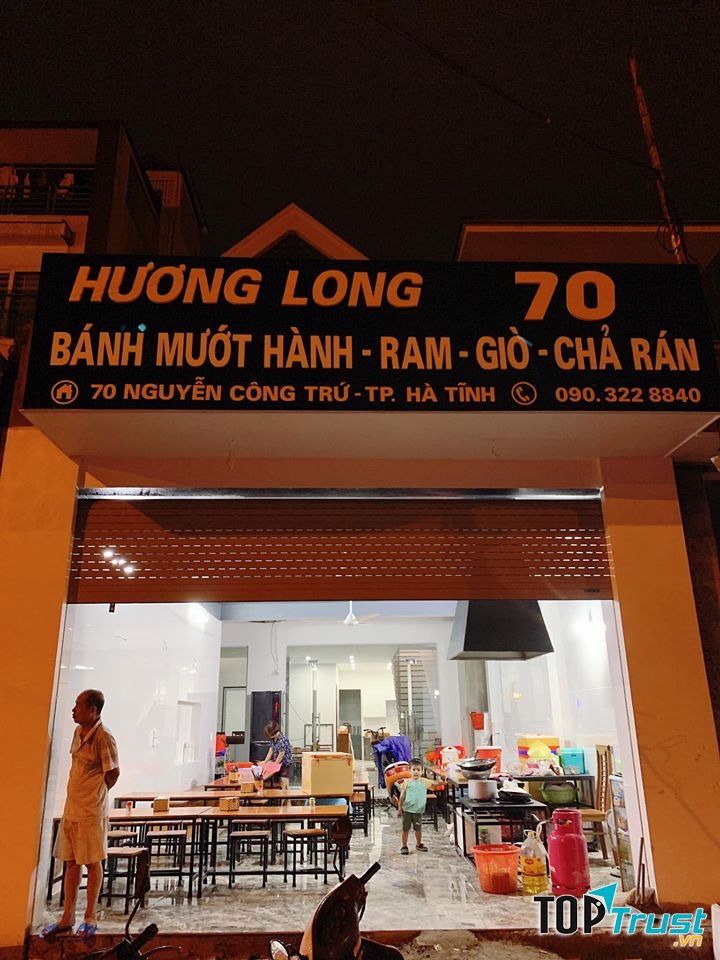 HƯƠNG LONG 70
BÁNH MƯỚT HÀNH - RAM - GIÒ - CHẢ RÁN
70 NGUYỄN CÔNG TRỨ - TP. HÀ TĨNH 090.322 8840
TOPTrust.vn